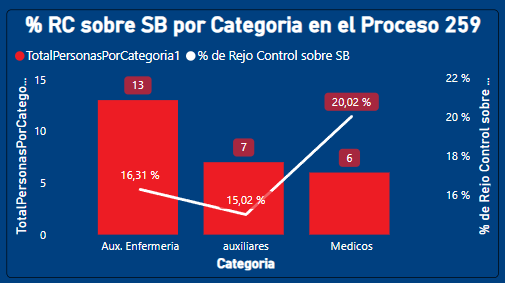 % RC sobre SB por Categoria en el Proceso 259
TotalPersonasPorCategoria1 % de Rejo Control sobre SB
TotalPersonasPorCatego...
15
10
5
0
13
7
6
16,31 %
15,02 %
20,02 %
22 %
20 %
18 %
16 %
% de Rejo Control sobre ...
Aux. Enfermeria auxiliares Medicos
Categoria